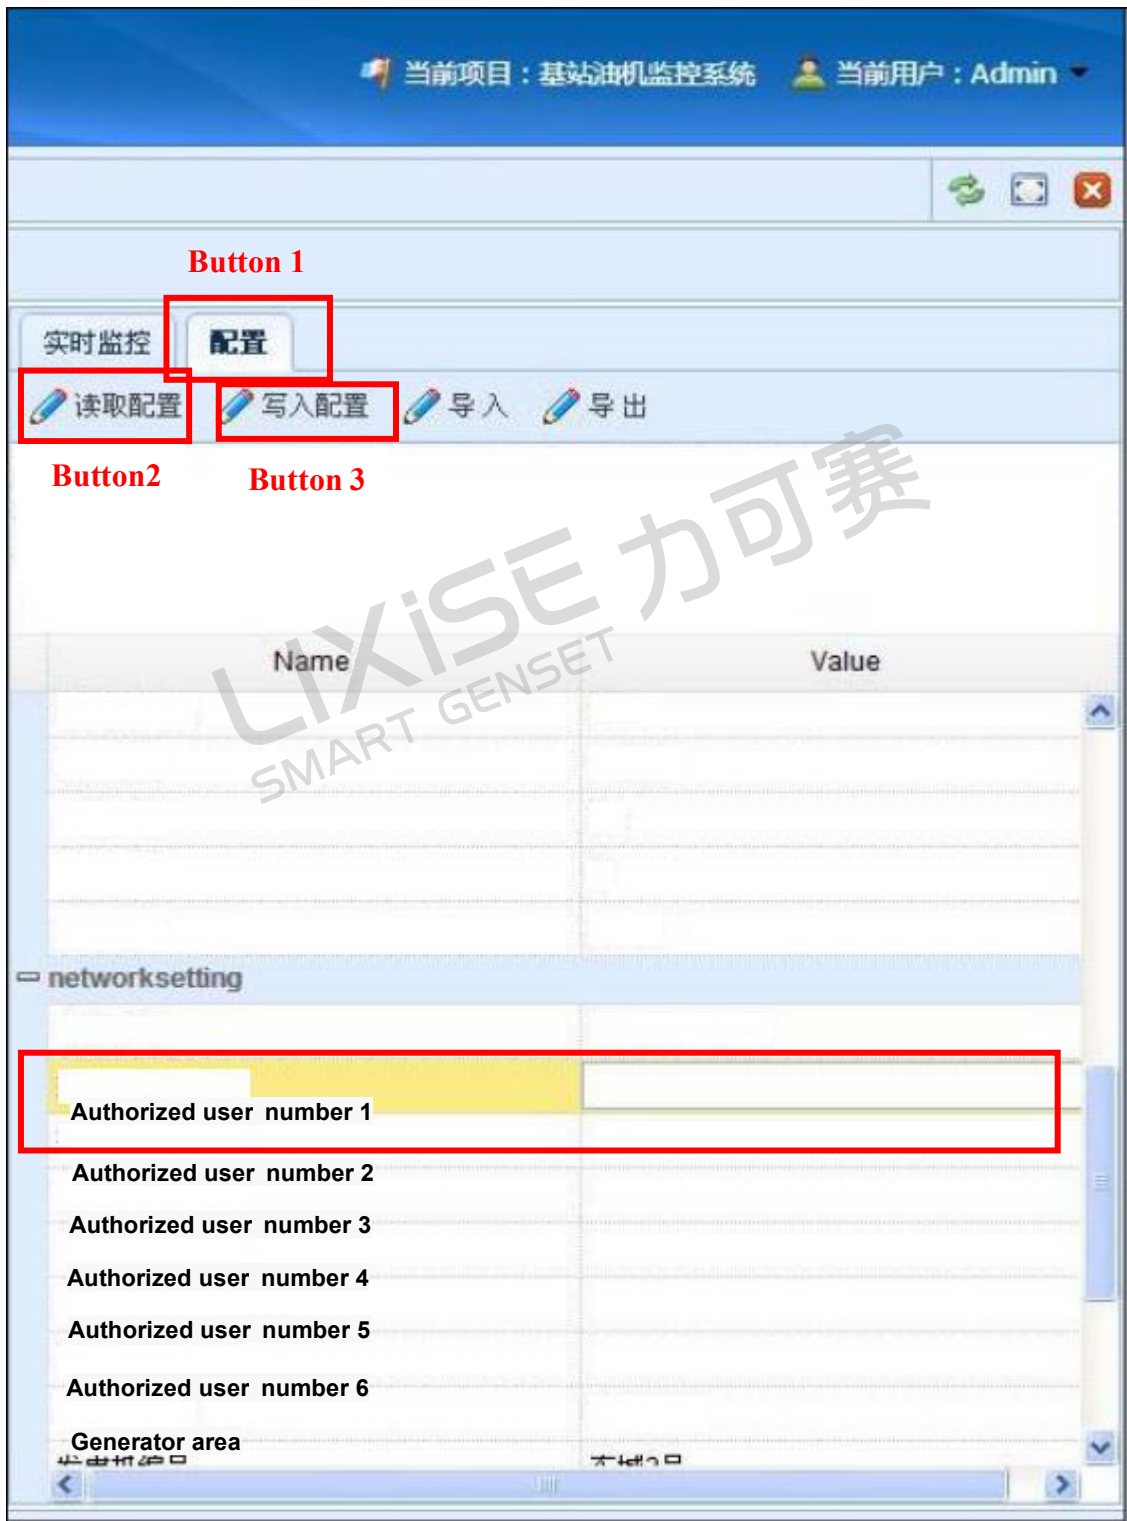 当前项目：基站油机监控系统 当前用户：Admin
Button 1
实时监控 配置
读取配置 写入配置 导入 导出
Button2 Button 3
LIXiSE 力可赛
SMART GENSET
Name Value
networksetting
Authorized user number 1
Authorized user number 2
Authorized user number 3
Authorized user number 4
Authorized user number 5
Authorized user number 6
Generator area